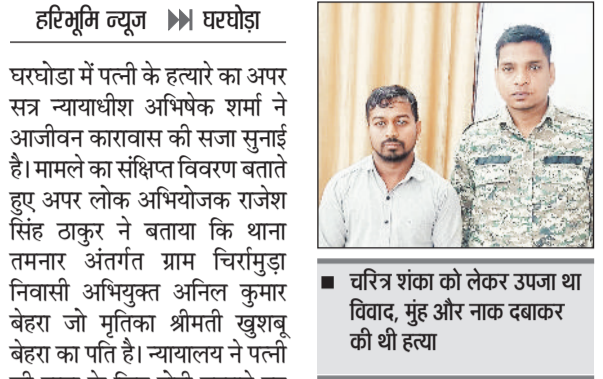 हरिभूमि न्यूज घरघोड़ा
घरघोडा में पत्नी के हत्यारे का अपर
सत्र न्यायाधीश अभिषेक शर्मा ने
आजीवन कारावास की सजा सुनाई
है। मामले का संक्षिप्त विवरण बताते
हुए अपर लोक अभियोजक राजेश
सिंह ठाकुर ने बताया कि थाना
तमनार अंतर्गत ग्राम चिर्रामुड़ा
निवासी अभियुक्त अनिल कुमार
बेहरा जो मृतिका श्रीमती खुशबू
बेहरा का पति है। न्यायालय ने पत्नी
■ चरित्र शंका को लेकर उपजा था
विवाद, मुंह और नाक दबाकर
की थी हत्या